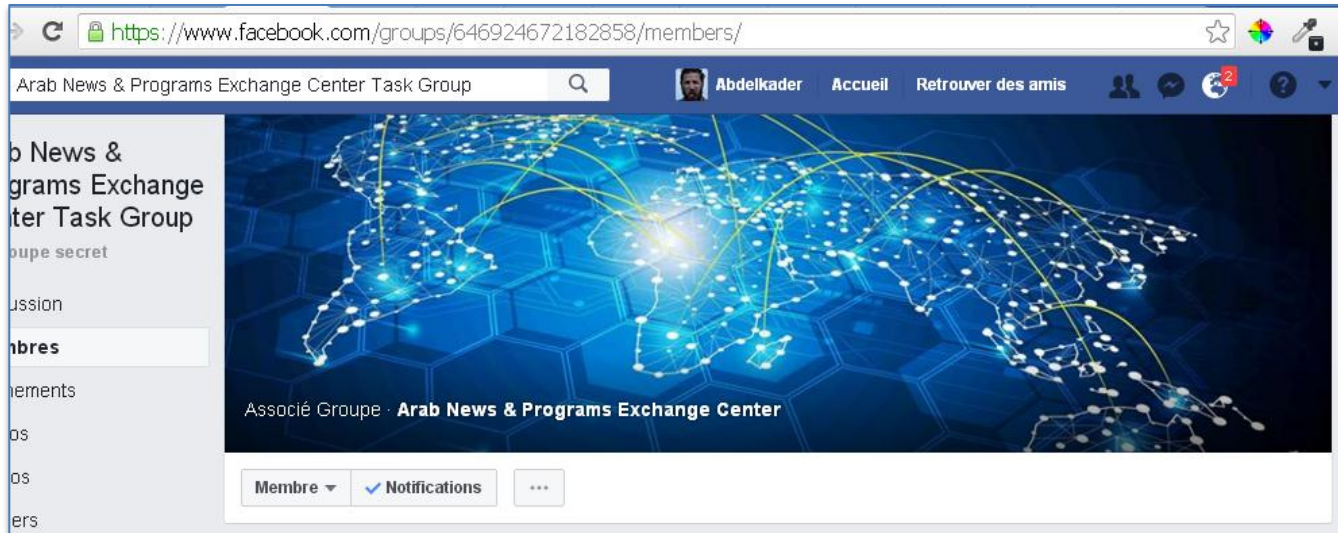 https://www.facebook.com/groups/646924672182858/members/
Arab News & Programs Exchange Center Task Group
Abdelkader Accueil Retrouver des amis
2
?
b News &
grams Exchange
ter Task Group
oupe secret
ussion
nbres
nements
os
os
ers
Associé Groupe · Arab News & Programs Exchange Center
Membre Notifications ...